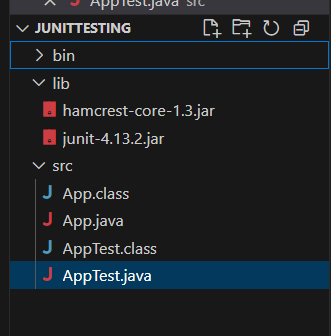 AppTest.java src
JUNITTESTING
bin
lib
hamcrest-core-1.3.jar
junit-4.13.2.jar
src
App.class
App.java
AppTest.class
AppTest.java